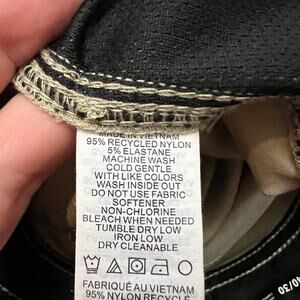 MADE IN VIETNAM
95% RECYCLED NYLON
5% ELASTANE
MACHINE WASH
COLD GENTLE
WITH LIKE COLORS
WASH INSIDE OUT
DO NOT USE FABRIC
SOFTENER
NON-CHLORINE
BLEACH WHEN NEEDED
TUMBLE DRY LOW
IRON LOW
DRY CLEANABLE
FABRIQUÉ AU VIETNAM
95% NYLON RECYCLÉ